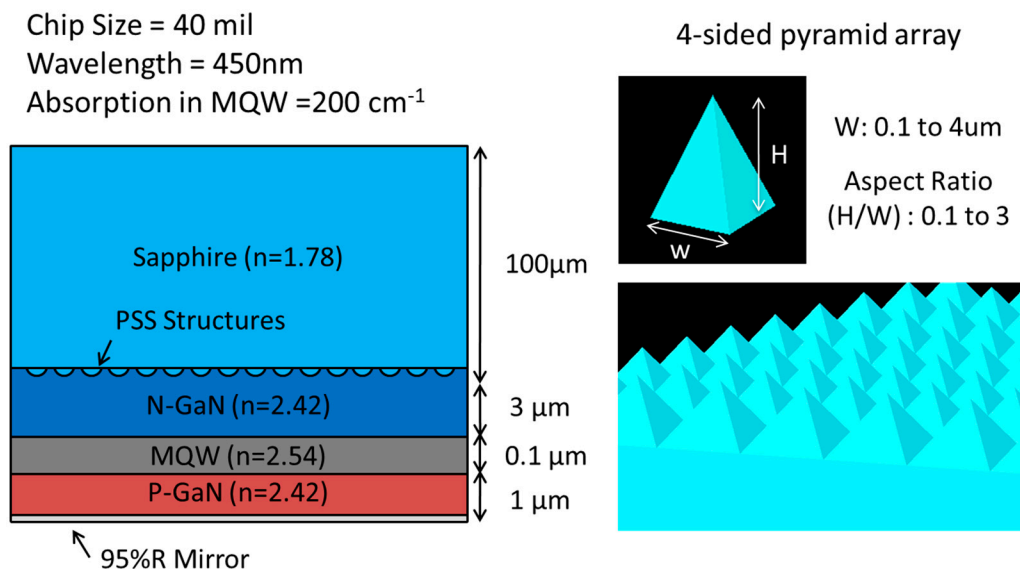 Chip Size = 40 mil
Wavelength = 450nm
Absorption in MQW =200 cm⁻¹
Sapphire (n=1.78)
100µm
PSS Structures
N-GaN (n=2.42)
3 µm
MQW (n=2.54)
0.1 µm
P-GaN (n=2.42)
1 µm
95%R Mirror
4-sided pyramid array
H
W
W: 0.1 to 4um
Aspect Ratio
(H/W) : 0.1 to 3